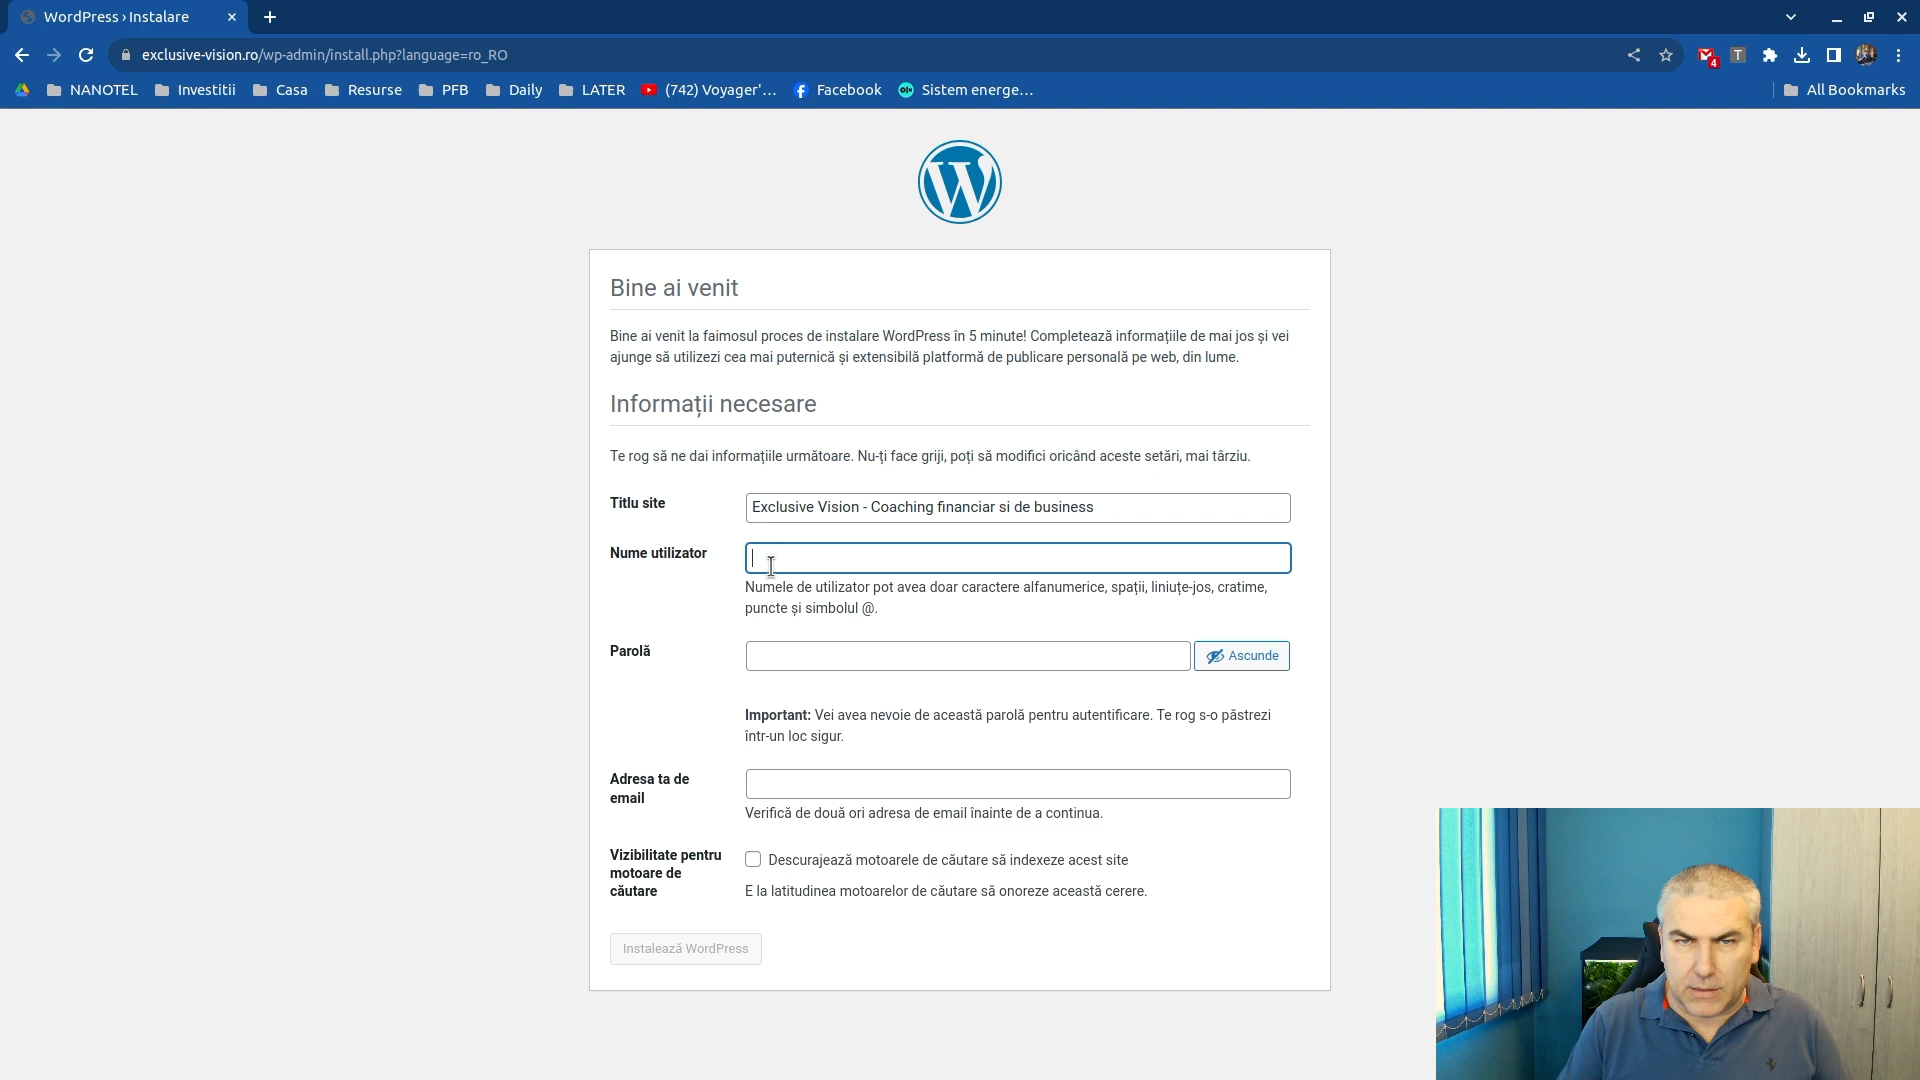 WordPress › Instalare
exclusive-vision.ro/wp-admin/install.php?language=ro_RO
4
T
NANOTEL
Investitii
Casa
Resurse
PFB
Daily
LATER
(742) Voyager'...
Facebook
Sistem energe...
All Bookmarks
Bine ai venit
Bine ai venit la faimosul proces de instalare WordPress în 5 minute! Completează informațiile de mai jos și vei
ajunge să utilizezi cea mai puternică și extensibilă platformă de publicare personală pe web, din lume.
Informații necesare
Te rog să ne dai informațiile următoare. Nu-ți face griji, poți să modifici oricând aceste setări, mai târziu.
Titlu site
Exclusive Vision - Coaching financiar si de business
Nume utilizator
Numele de utilizator pot avea doar caractere alfanumerice, spații, liniuțe-jos, cratime,
puncte și simbolul @.
Parolă
Ascunde
Important: Vei avea nevoie de această parolă pentru autentificare. Te rog s-o păstrezi
într-un loc sigur.
Adresa ta de
email
Verifică de două ori adresa de email înainte de a continua.
Vizibilitate pentru
motoare de
căutare
Descurajează motoarele de căutare să indexeze acest site
E la latitudinea motoarelor de căutare să onoreze această cerere.
Instalează WordPress